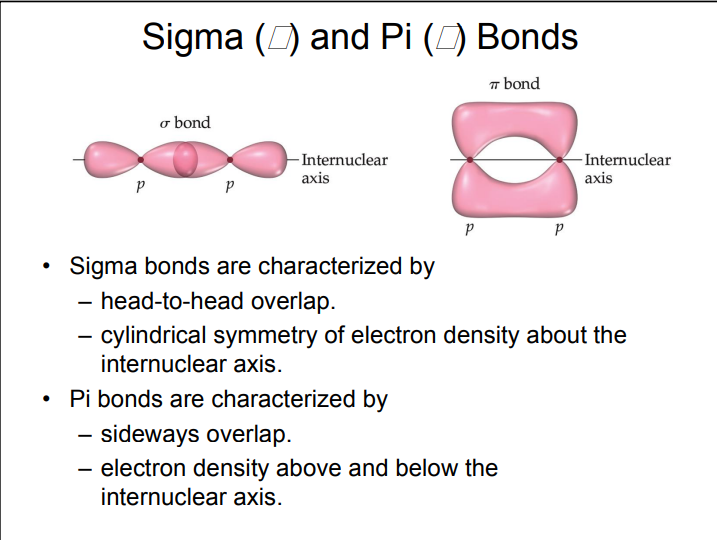 Sigma (□) and Pi (□) Bonds
π bond
σ bond
Internuclear
axis
Internuclear
axis
p
p
p
p
• Sigma bonds are characterized by
– head-to-head overlap.
– cylindrical symmetry of electron density about the
internuclear axis.
• Pi bonds are characterized by
– sideways overlap.
– electron density above and below the
internuclear axis.